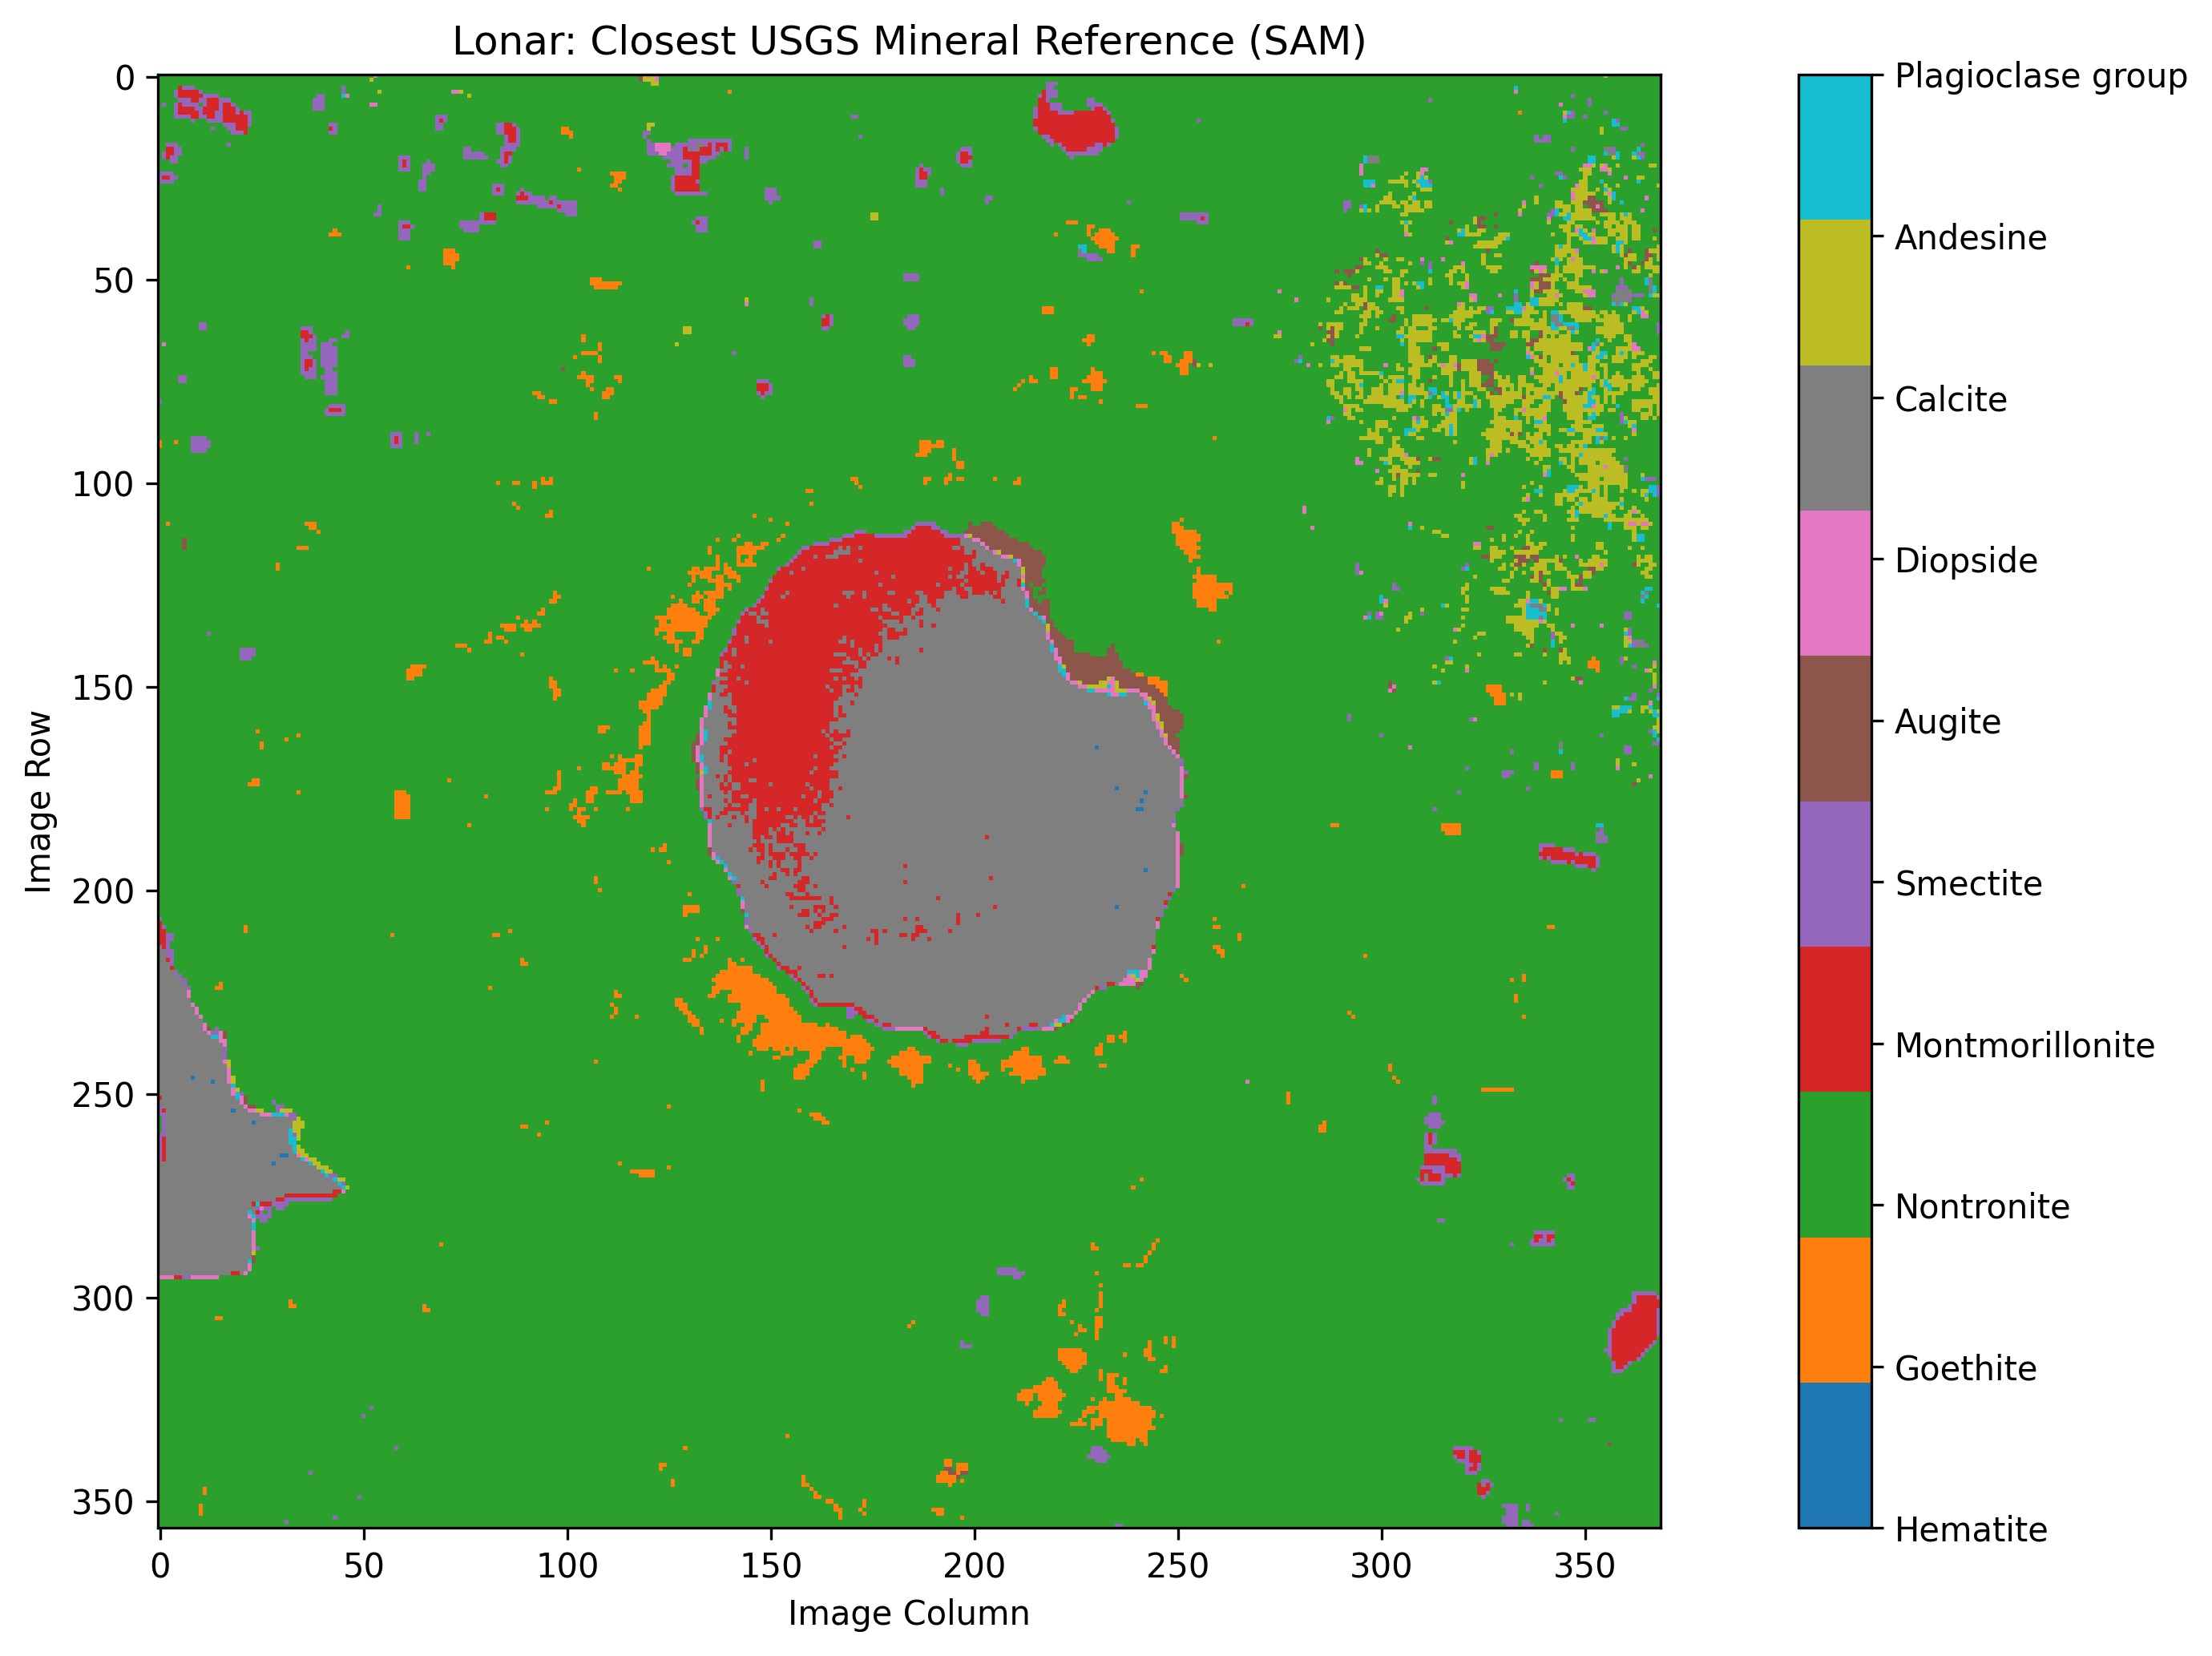 Lonar: Closest USGS Mineral Reference (SAM)
0
50
100
150
200
250
300
350
Image Row
0
50
100
150
200
250
300
350
Image Column
Plagioclase group
Andesine
Calcite
Diopside
Augite
Smectite
Montmorillonite
Nontronite
Goethite
Hematite